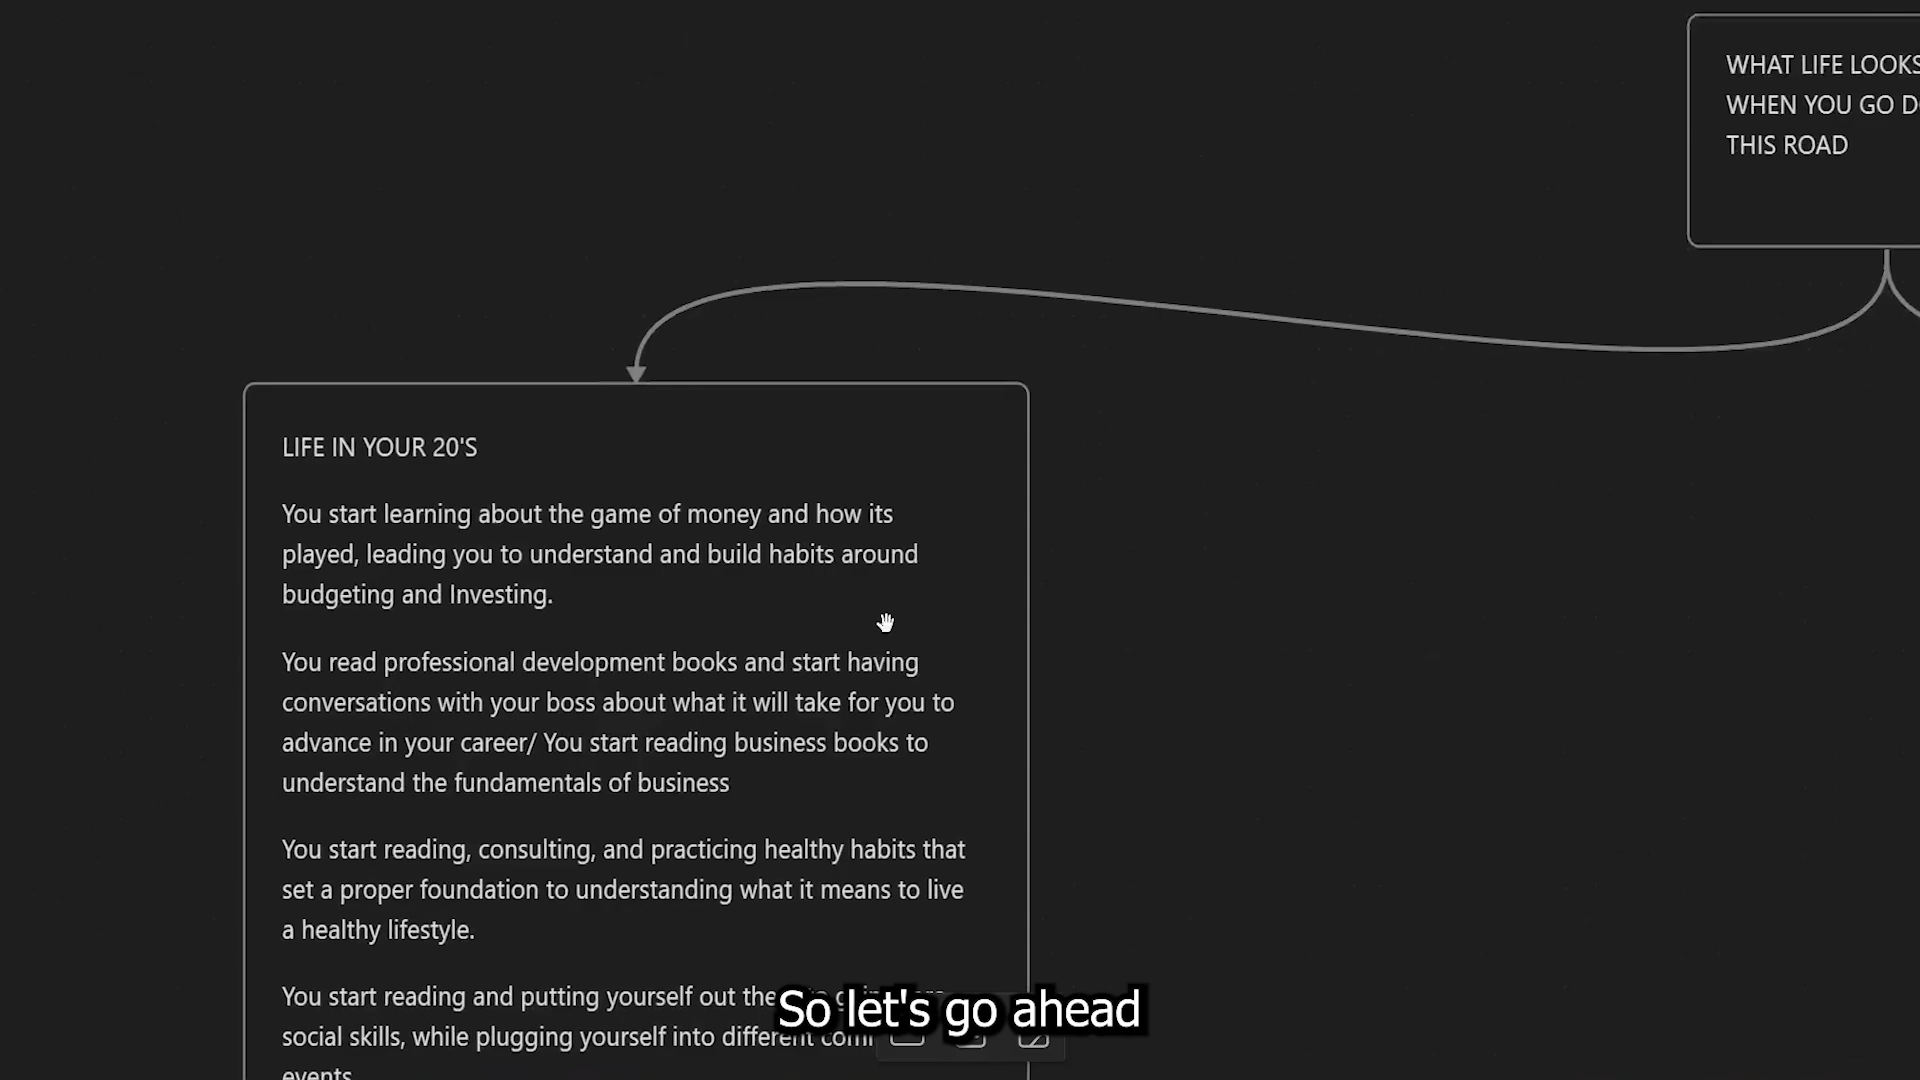 WHAT LIFE LOOKS
WHEN YOU GO
THIS ROAD
LIFE IN YOUR 20'S
You start learning about the game of money and how its
played, leading you to understand and build habits around
budgeting and Investing.
You read professional development books and start having
conversations with your boss about what it will take for you to
advance in your career/ You start reading business books to
understand the fundamentals of business
You start reading, consulting, and practicing healthy habits that
set a proper foundation to understanding what it means to live
a healthy lifestyle.
You start reading and putting yourself out
social skills, while plugging yourself into different
events
So let's go ahead